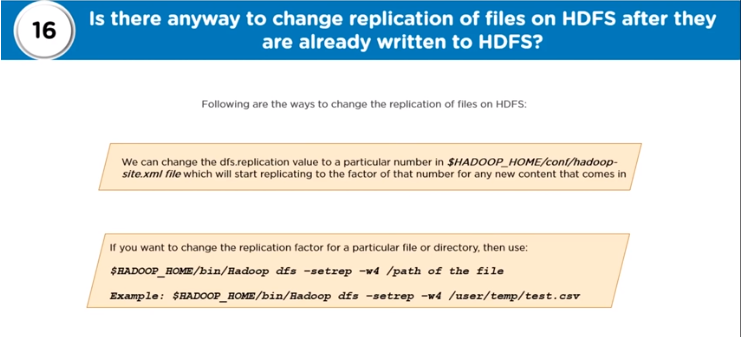 16
Is there anyway to change replication of files on HDFS after they
are already written to HDFS?
Following are the ways to change the replication of files on HDFS:
We can change the dfs.replication value to a particular number in $HADOOP_HOME/conf/hadoop-
site.xml file which will start replicating to the factor of that number for any new content that comes in
If you want to change the replication factor for a particular file or directory, then use:
$HADOOP_HOME/bin/Hadoop dfs –setrep –w4 /path of the file
Example: $HADOOP_HOME/bin/Hadoop dfs –setrep –w4 /user/temp/test.csv